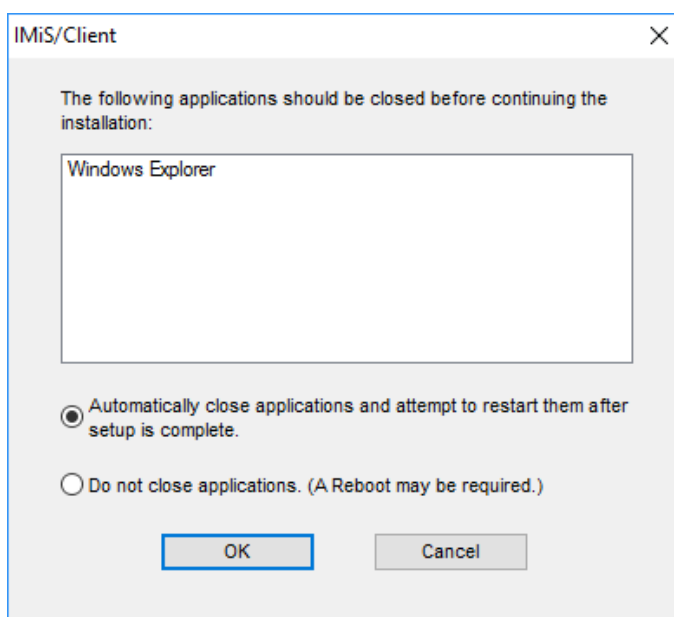 IMiS/Client
The following applications should be closed before continuing the
installation:
Windows Explorer
Automatically close applications and attempt to restart them after
setup is complete.
Do not close applications. (A Reboot may be required.)
OK
Cancel